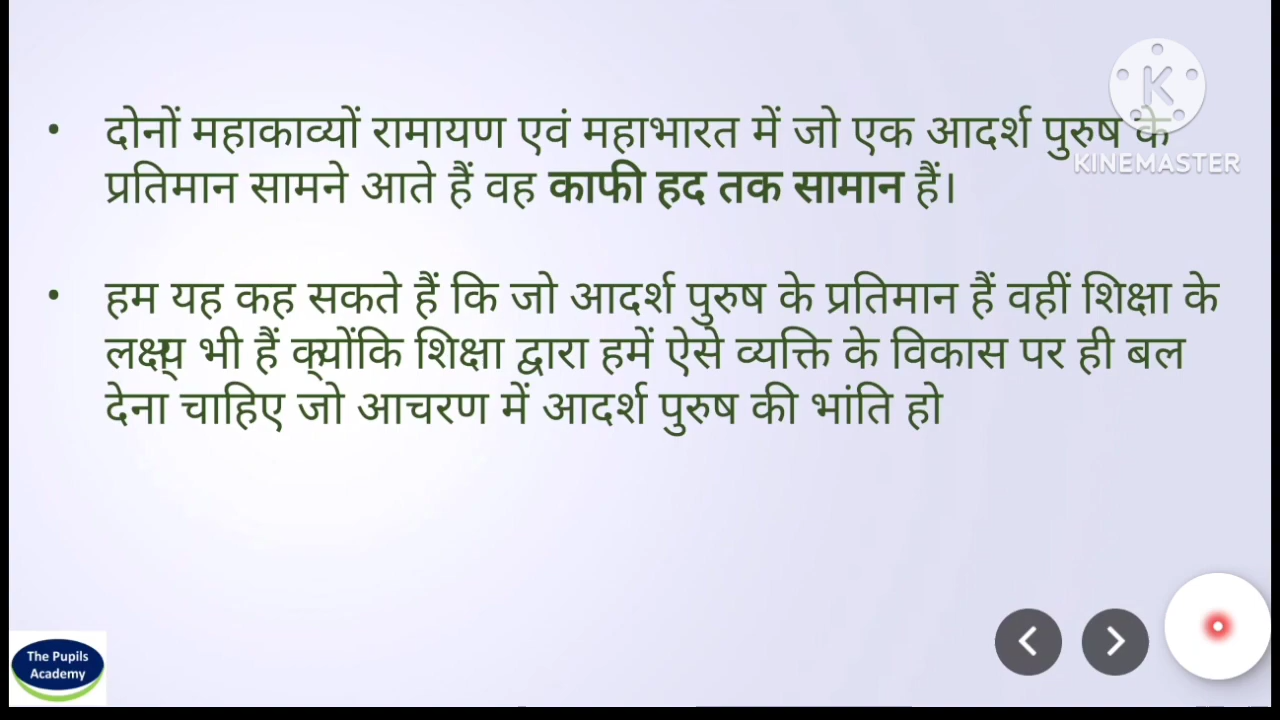 • दोनों महाकाव्यों रामायण एवं महाभारत में जो एक आदर्श पुरुष के
प्रतिमान सामने आते हैं वह काफी हद तक सामान हैं।
• हम यह कह सकते हैं कि जो आदर्श पुरुष के प्रतिमान हैं वहीं शिक्षा के
लक्ष्य भी हैं क्योंकि शिक्षा द्वारा हमें ऐसे व्यक्ति के विकास पर ही बल
देना चाहिए जो आचरण में आदर्श पुरुष की भांति हो
KINEMASTER
The Pupils
Academy